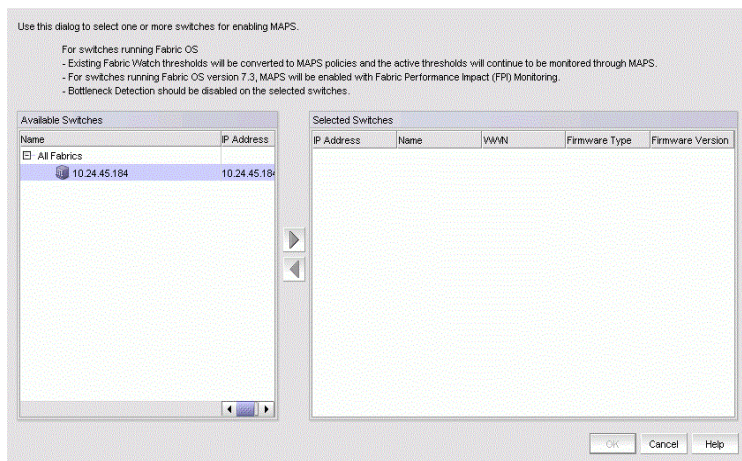 Use this dialog to select one or more switches for enabling MAPS.
For switches running Fabric OS
- Existing Fabric Watch thresholds will be converted to MAPS policies and the active thresholds will continue to be monitored through MAPS.
- For switches running Fabric OS version 7.3, MAPS will be enabled with Fabric Performance Impact (FPI) Monitoring.
- Bottleneck Detection should be disabled on the selected switches.
Available Switches
Name IP Address
All Fabrics
10.24.45.184 10.24.45.184
Selected Switches
IP Address Name WWN Firmware Type Firmware Version
OK Cancel Help